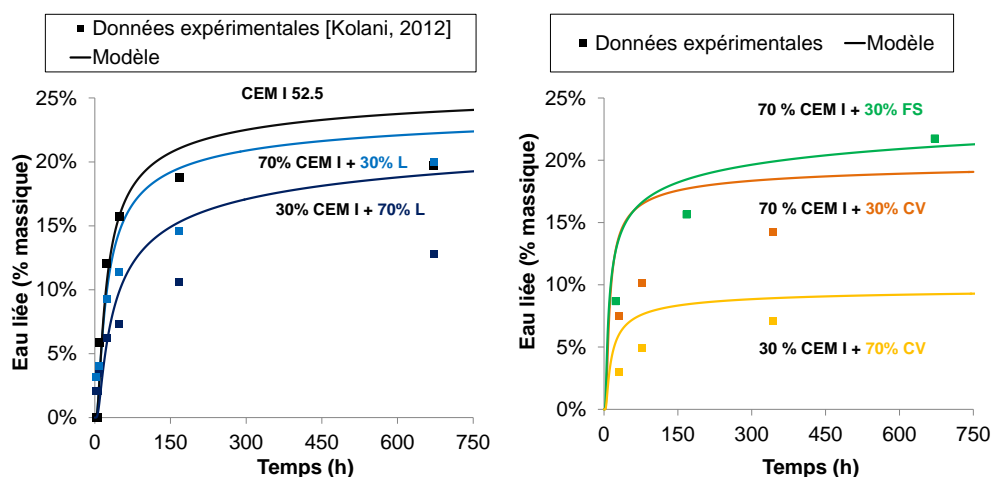 Données expérimentales [Kolani, 2012]
Modèle
CEM I 52.5
70% CEM I + 30% L
30% CEM I + 70% L
25%
20%
15%
10%
5%
0%
0 150 300 450 600 750
Temps (h)
Eau liée (% massique)
Données expérimentales Modèle
70 % CEM I + 30% FS
70 % CEM I + 30% CV
30 % CEM I + 70% CV
25%
20%
15%
10%
5%
0%
0 150 300 450 600 750
Temps (h)
Eau liée (% massique)